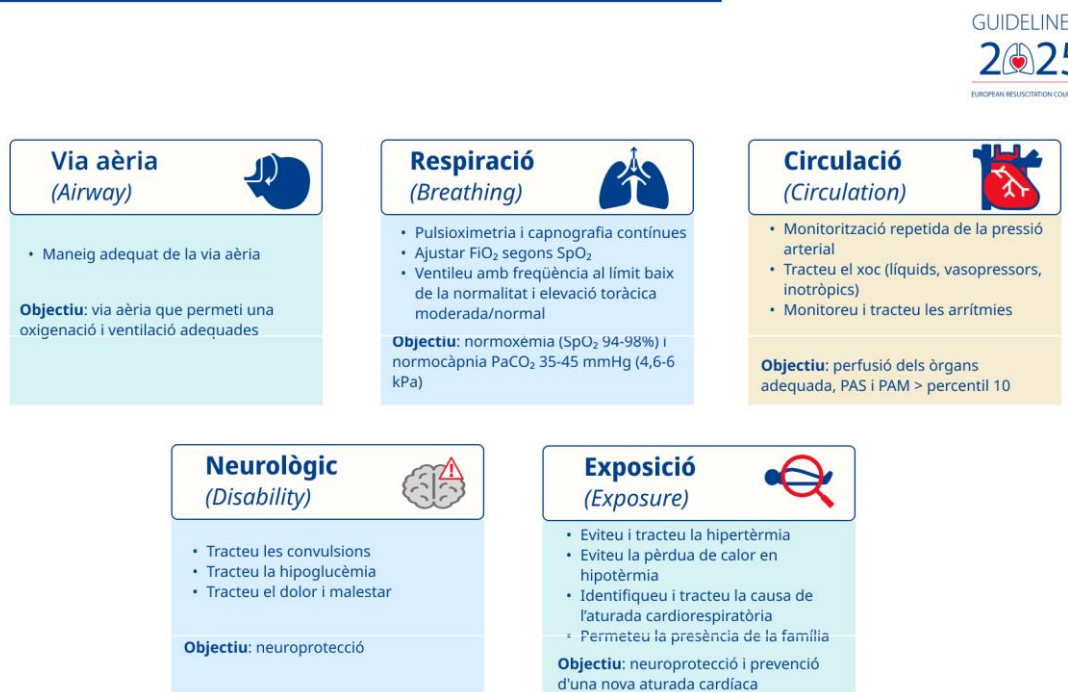 GUIDELINE
2025
EUROPEAN RESUSCITATION
Via aèria
(Airway)
• Maneig adequat de la via aèria
Objectiu: via aèria que permeti una
oxigenació i ventilació adequades
Respiració
(Breathing)
• Pulsioximetria i capnografia contínues
• Ajustar FiO₂ segons SpO₂
• Ventileu amb freqüència al límit baix
de la normalitat i elevació toràcica
moderada/normal
Objectiu: normoxèmia (SpO₂ 94-98%) i
normocàpnia PaCO₂ 35-45 mmHg (4,6-6
kPa)
Circulació
(Circulation)
• Monitorització repetida de la pressió
arterial
• Tracteu el xoc (líquids, vasopressors,
inotròpics)
• Monitoreu i tracteu les arrítmies
Objectiu: perfusió dels òrgans
adequada, PAS i PAM > percentil 10
Neurològic
(Disability)
• Tracteu les convulsions
• Tracteu la hipoglucèmia
• Tracteu el dolor i malestar
Objectiu: neuroprotecció
Exposició
(Exposure)
• Eviteu i tracteu la hipertèrmia
• Eviteu la pèrdua de calor en
hipotèrmia
• Identifiqueu i tracteu la causa de
l'aturada cardiorespiratòria
• Permeteu la presència de la família
Objectiu: neuroprotecció i prevenció
d'una nova aturada cardíaca